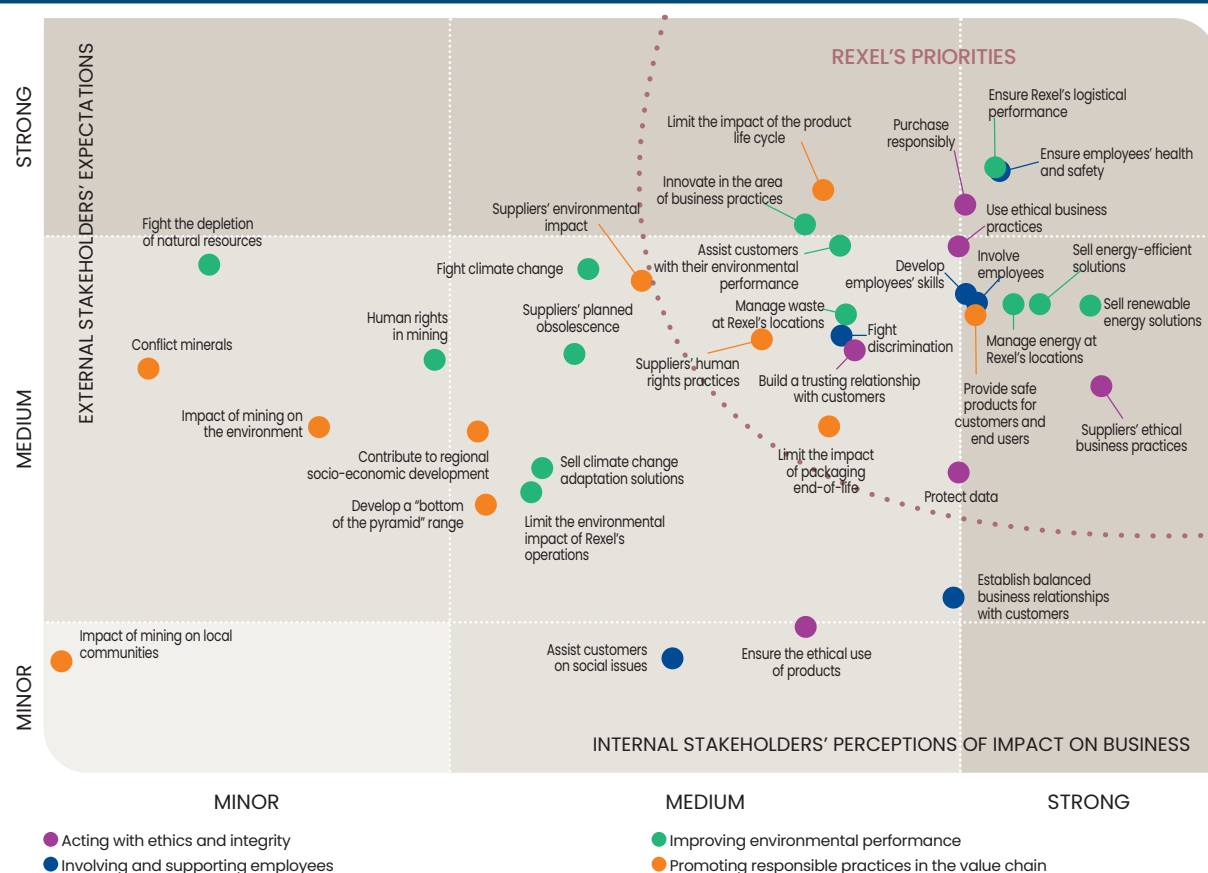 REXEL'S PRIORITIES
STRONG
MEDIUM
MINOR
EXTERNAL STAKEHOLDERS' EXPECTATIONS
Ensure Rexel's logistical
performance
Limit the impact of the product
life cycle
Purchase
responsibly
Ensure employees' health
and safety
Innovate in the area
of business practices
Suppliers' environmental
impact
Use ethical business
practices
Fight the depletion
of natural resources
Assist customers
with their environmental
performance
Sell energy-efficient
solutions
Involve
employees
Develop
employees' skills
Fight climate change
Manage waste
at Rexel's locations
Sell renewable
energy solutions
Suppliers' planned
obsolescence
Human rights
in mining
Fight
discrimination
Manage energy at
Rexel's locations
Conflict minerals
Suppliers' human
rights practices
Build a trusting relationship
with customers
Provide safe
products for
customers and
end users
Impact of mining on
the environment
Suppliers' ethical
business practices
Contribute to regional
socio-economic development
Sell climate change
adaptation solutions
Limit the impact
of packaging
end-of-life
Develop a "bottom
of the pyramid" range
Protect data
Limit the environmental
impact of Rexel's
operations
Establish balanced
business relationships
with customers
Impact of mining on local
communities
Assist customers
on social issues
Ensure the ethical use
of products
INTERNAL STAKEHOLDERS' PERCEPTIONS OF IMPACT ON BUSINESS
MINOR
MEDIUM
STRONG
Acting with ethics and integrity
Improving environmental performance
Involving and supporting employees
Promoting responsible practices in the value chain